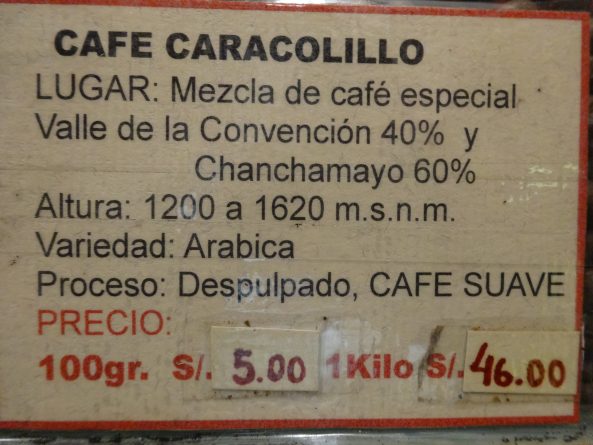 CAFE CARACOLILLO
LUGAR: Mezcla de café especial
Valle de la Convención 40% y
Chanchamayo 60%
Altura: 1200 a 1620 m.s.n.m.
Variedad: Arabica
Proceso: Despulpado, CAFE SUAVE
PRECIO:
100gr. S/. 5.00 1Kilo S/. 46.00